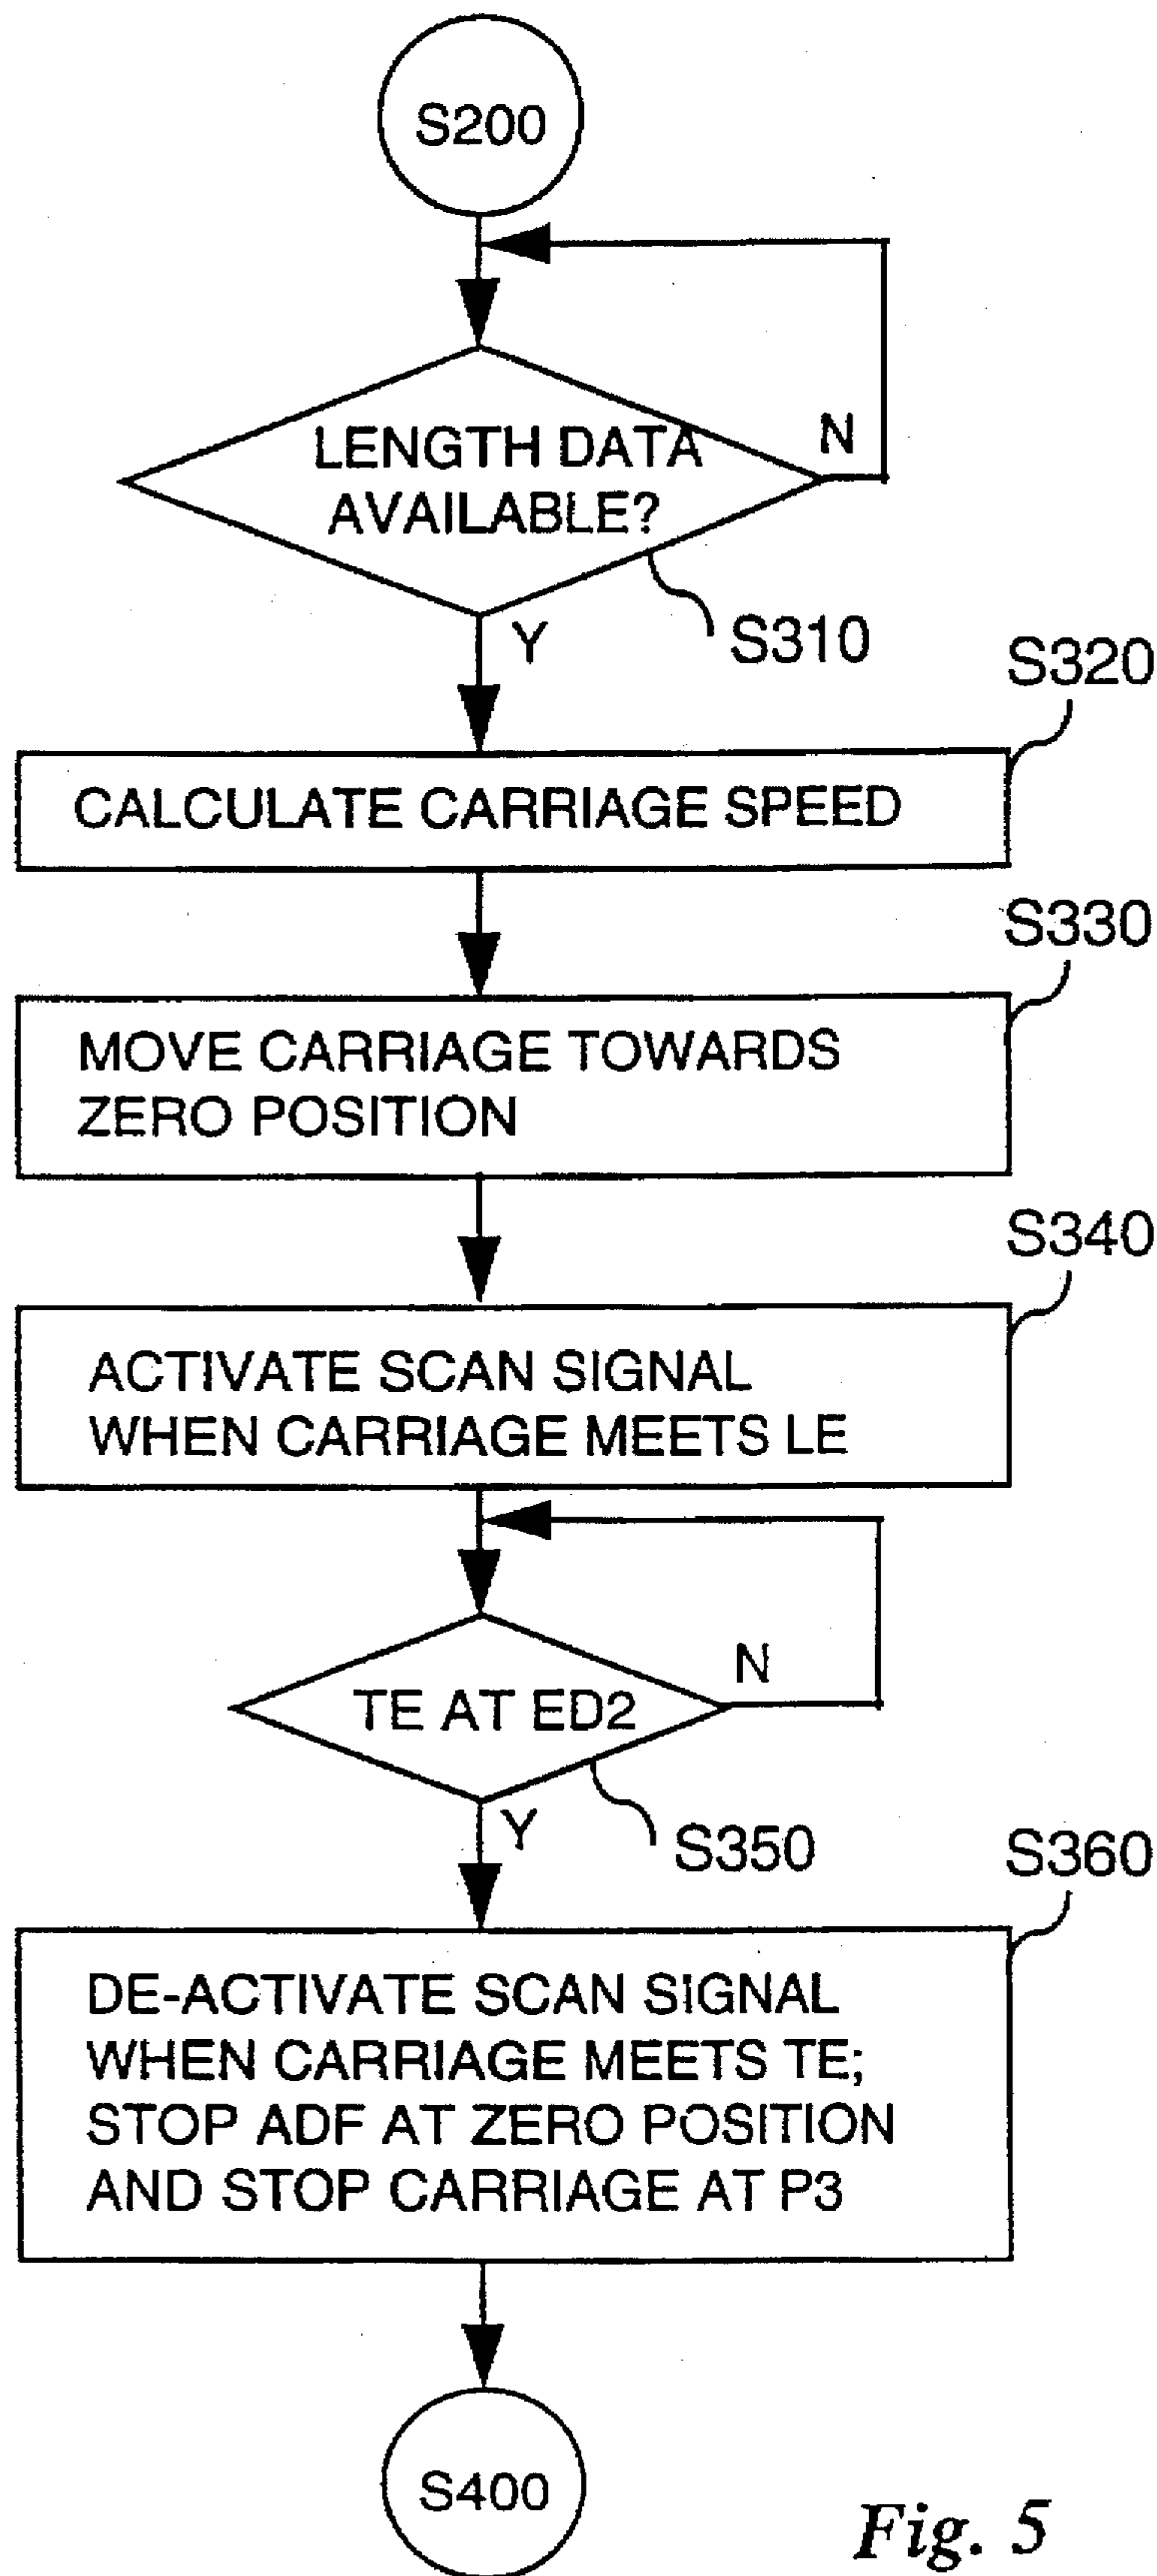 S200
LENGTH DATA
AVAILABLE?
N
Y
S310
S320
CALCULATE CARRIAGE SPEED
S330
MOVE CARRIAGE TOWARDS
ZERO POSITION
S340
ACTIVATE SCAN SIGNAL
WHEN CARRIAGE MEETS LE
TE AT ED2
N
Y
S350
S360
DE-ACTIVATE SCAN SIGNAL
WHEN CARRIAGE MEETS TE;
STOP ADF AT ZERO POSITION
AND STOP CARRIAGE AT P3
S400
Fig. 5